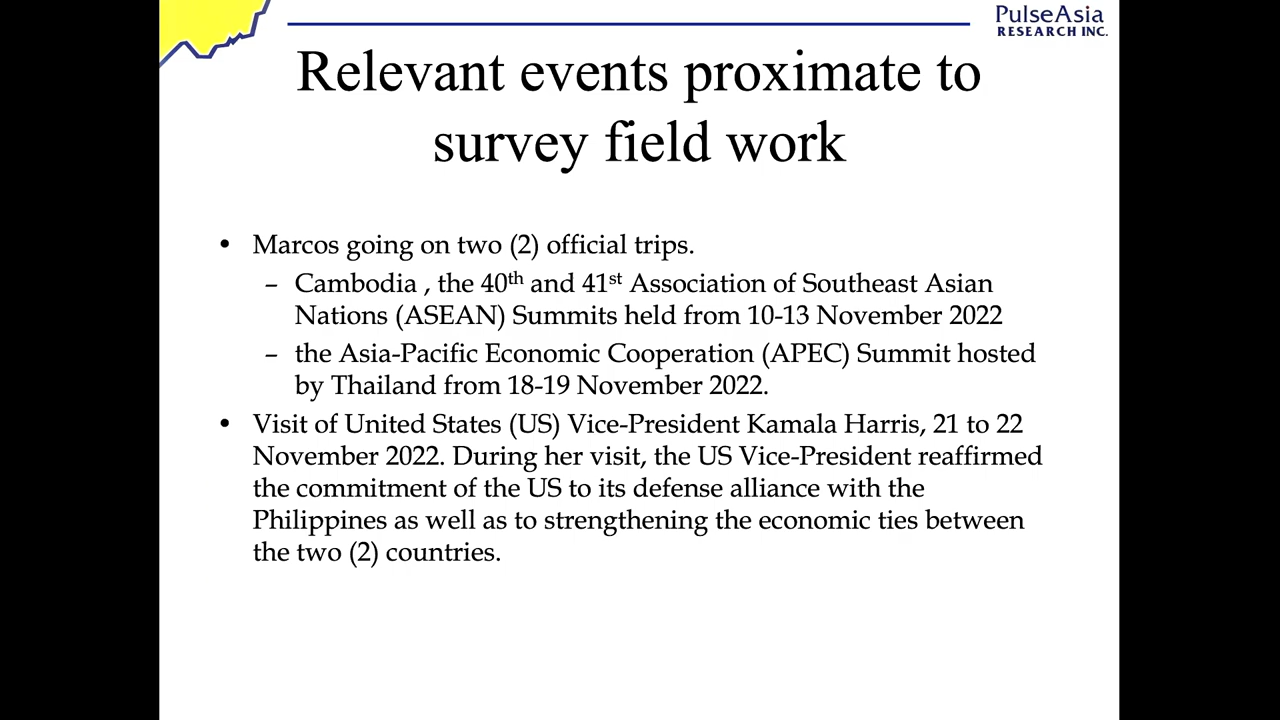 PulseAsia
RESEARCH INC.
Relevant events proximate to
survey field work
• Marcos going on two (2) official trips.
– Cambodia , the 40th and 41st Association of Southeast Asian
Nations (ASEAN) Summits held from 10-13 November 2022
– the Asia-Pacific Economic Cooperation (APEC) Summit hosted
by Thailand from 18-19 November 2022.
• Visit of United States (US) Vice-President Kamala Harris, 21 to 22
November 2022. During her visit, the US Vice-President reaffirmed
the commitment of the US to its defense alliance with the
Philippines as well as to strengthening the economic ties between
the two (2) countries.